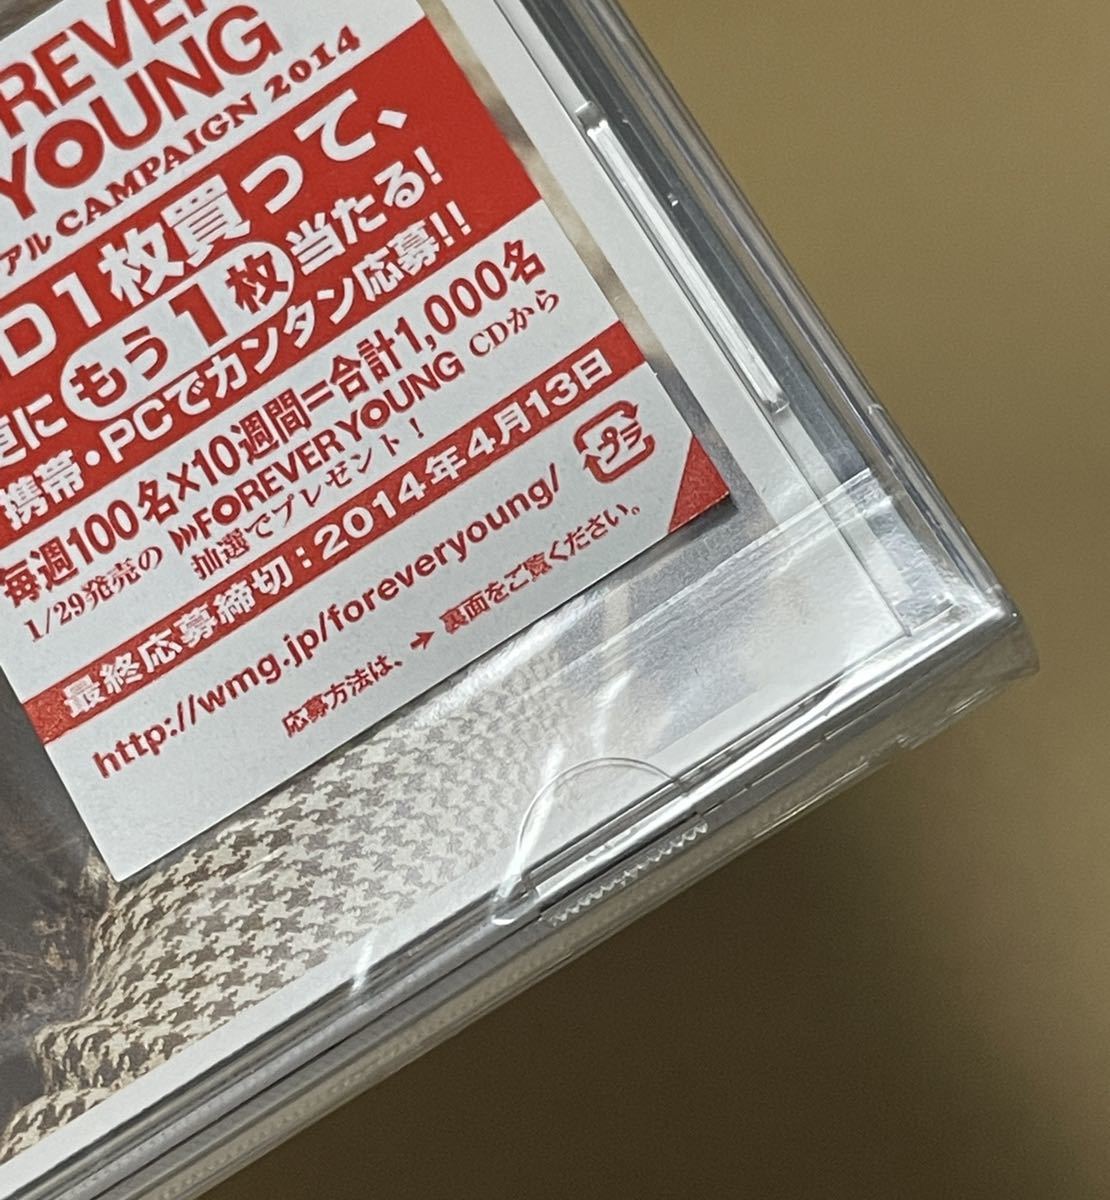 REVER
YOUNG
アル CAMPAIGN 2014
D1枚買って、
更にもう1枚当たる!
携帯・PCでカンタン応募!!
毎週100名×10週間=合計1,000名
1/29発売の FOREVER YOUNG CDから
抽選でプレゼント!
最終応募締切:2014年4月13日
http://wmg.jp/foreveryoung/
プラ
応募方法は、→ 裏面をご覧ください。